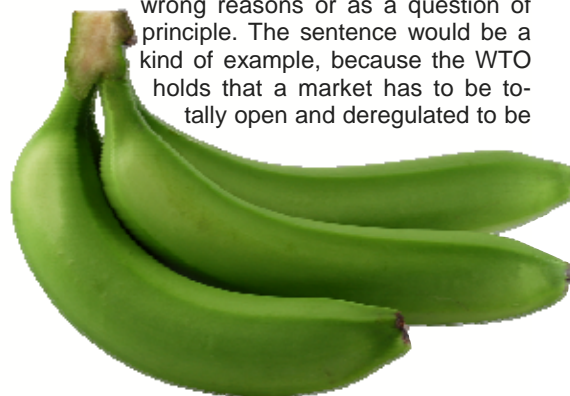 wrong reasons or as a question of
principle. The sentence would be a
kind of example, because the WTO
holds that a market has to be to-
tally open and deregulated to be